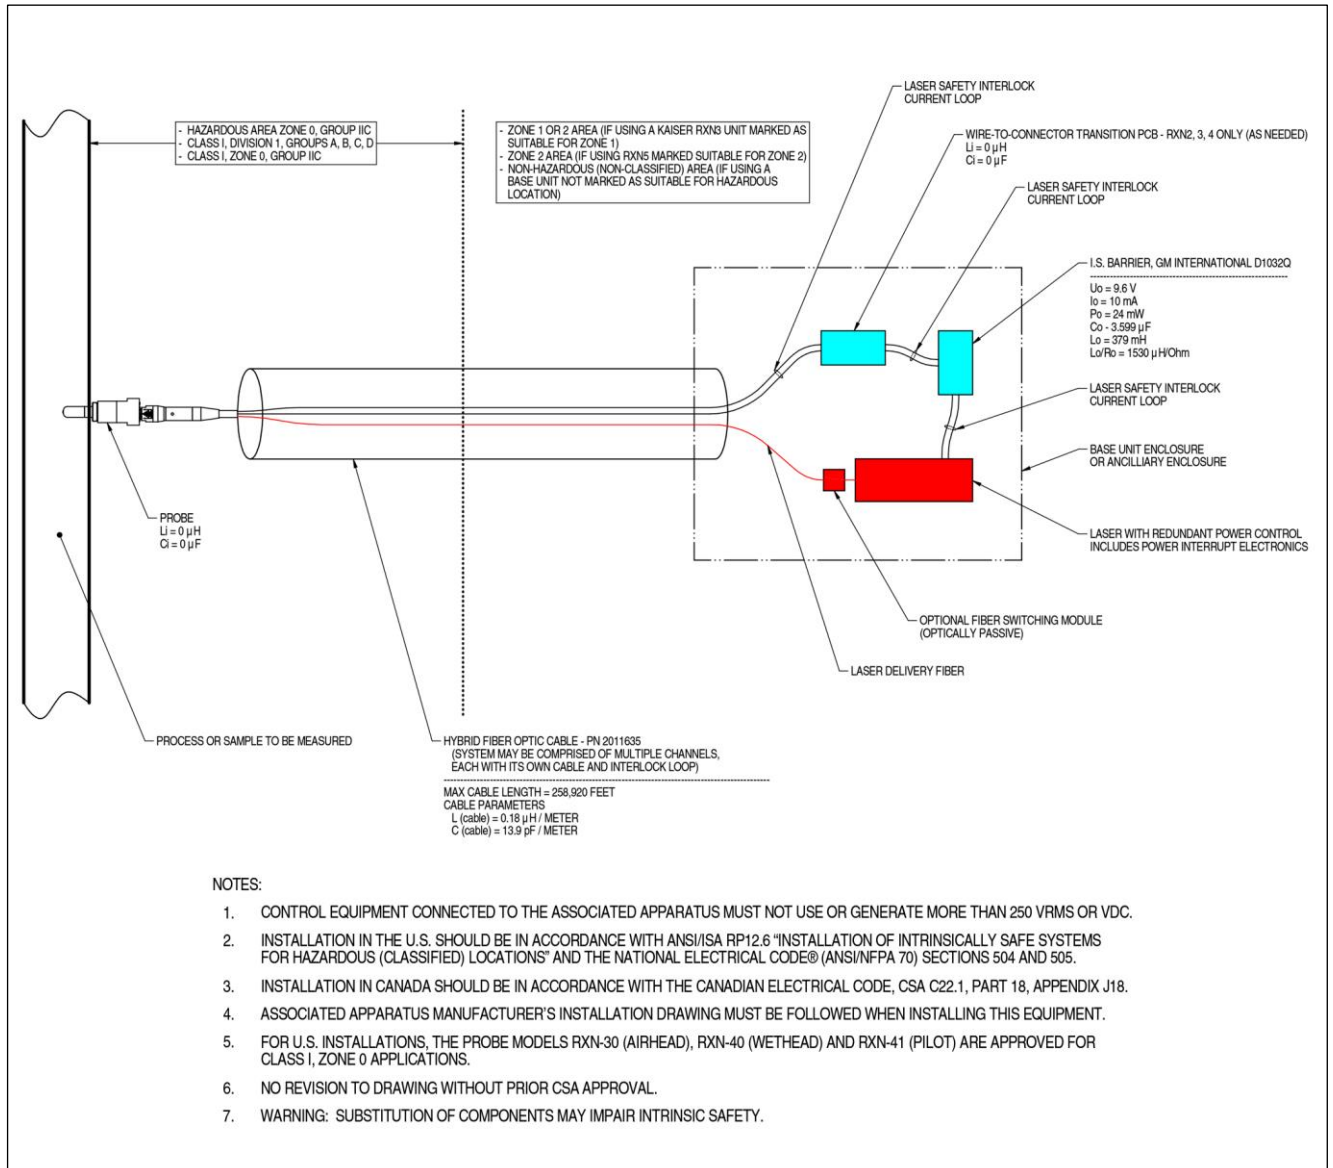 LASER SAFETY INTERLOCK
CURRENT LOOP
- HAZARDOUS AREA ZONE 0, GROUP IIC
- CLASS I, DIVISION 1, GROUPS A, B, C, D
- CLASS I, ZONE 0, GROUP IIC
- ZONE 1 OR 2 AREA (IF USING A KAISER RXN3 UNIT MARKED AS
SUITABLE FOR ZONE 1)
- ZONE 2 AREA (IF USING RXN5 MARKED SUITABLE FOR ZONE 2)
- NON-HAZARDOUS (NON-CLASSIFIED) AREA (IF USING A
BASE UNIT NOT MARKED AS SUITABLE FOR HAZARDOUS
LOCATION)
WIRE-TO-CONNECTOR TRANSITION PCB - RXN2, 3, 4 ONLY (AS NEEDED)
Li = 0 µH
Ci = 0 µF
LASER SAFETY INTERLOCK
CURRENT LOOP
I.S. BARRIER, GM INTERNATIONAL D1032Q
Uo = 9.6 V
Io = 10 mA
Po = 24 mW
Co - 3.599 µF
Lo = 379 mH
Lo/Ro = 1530 µH/Ohm
LASER SAFETY INTERLOCK
CURRENT LOOP
BASE UNIT ENCLOSURE
OR ANCILLIARY ENCLOSURE
PROBE
Li = 0 µH
Ci = 0 µF
LASER WITH REDUNDANT POWER CONTROL
INCLUDES POWER INTERRUPT ELECTRONICS
OPTIONAL FIBER SWITCHING MODULE
(OPTICALLY PASSIVE)
LASER DELIVERY FIBER
PROCESS OR SAMPLE TO BE MEASURED
HYBRID FIBER OPTIC CABLE - PN 2011635
(SYSTEM MAY BE COMPRISED OF MULTIPLE CHANNELS,
EACH WITH ITS OWN CABLE AND INTERLOCK LOOP)
MAX CABLE LENGTH = 258,920 FEET
CABLE PARAMETERS
L (cable) = 0.18 µH / METER
C (cable) = 13.9 pF / METER
NOTES:
1. CONTROL EQUIPMENT CONNECTED TO THE ASSOCIATED APPARATUS MUST NOT USE OR GENERATE MORE THAN 250 VRMS OR VDC.
2. INSTALLATION IN THE U.S. SHOULD BE IN ACCORDANCE WITH ANSI/ISA RP12.6 “INSTALLATION OF INTRINSICALLY SAFE SYSTEMS
FOR HAZARDOUS (CLASSIFIED) LOCATIONS” AND THE NATIONAL ELECTRICAL CODE® (ANSI/NFPA 70) SECTIONS 504 AND 505.
3. INSTALLATION IN CANADA SHOULD BE IN ACCORDANCE WITH THE CANADIAN ELECTRICAL CODE, CSA C22.1, PART 18, APPENDIX J18.
4. ASSOCIATED APPARATUS MANUFACTURER'S INSTALLATION DRAWING MUST BE FOLLOWED WHEN INSTALLING THIS EQUIPMENT.
5. FOR U.S. INSTALLATIONS, THE PROBE MODELS RXN-30 (AIRHEAD), RXN-40 (WETHEAD) AND RXN-41 (PILOT) ARE APPROVED FOR
CLASS I, ZONE 0 APPLICATIONS.
6. NO REVISION TO DRAWING WITHOUT PRIOR CSA APPROVAL.
7. WARNING: SUBSTITUTION OF COMPONENTS MAY IMPAIR INTRINSIC SAFETY.